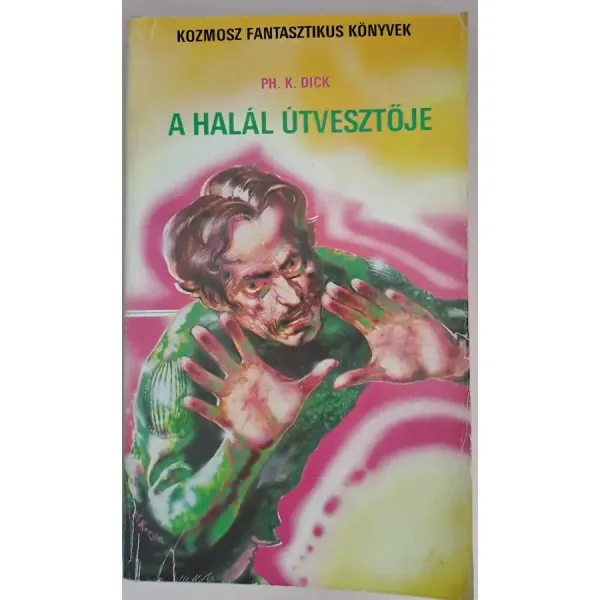 KOZMOSZ FANTASZTIKUS KÖNYVEK
PH. K. DICK
A HALÁL ÚTVESZTŐJE